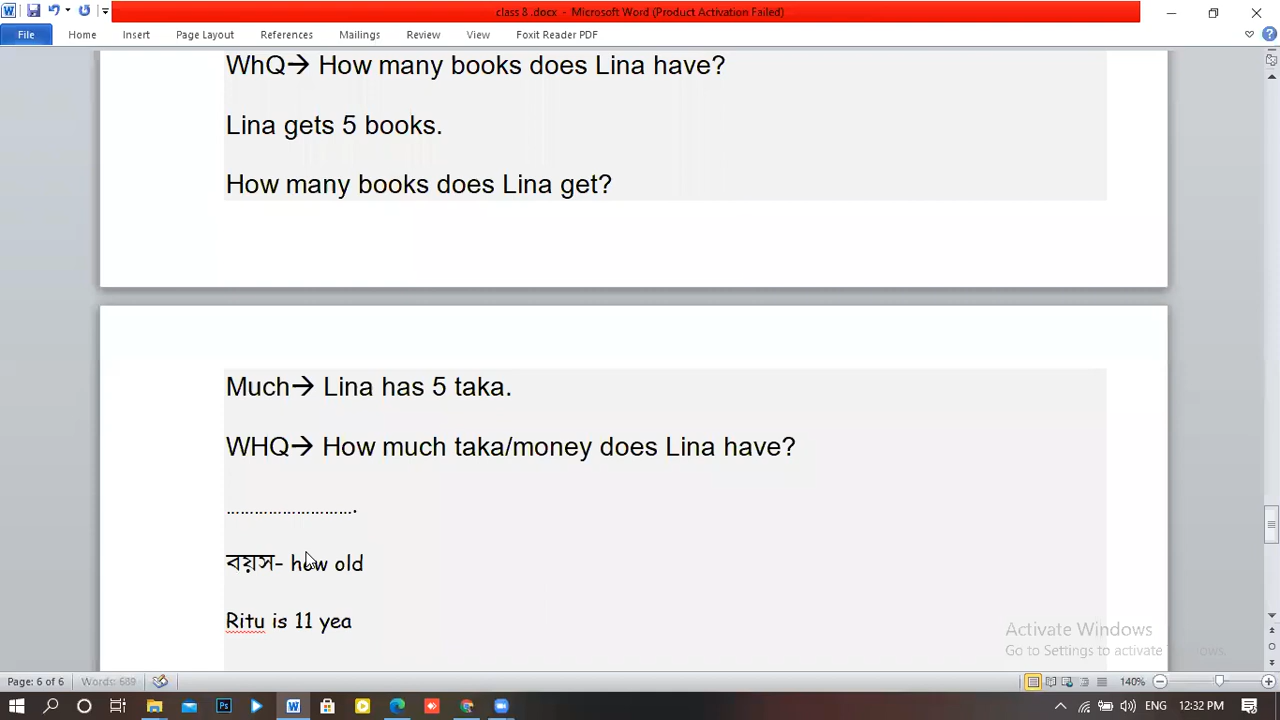 class 8 .docx - Microsoft Word (Product Activation Failed)
File Home Insert Page Layout References Mailings Review View Foxit Reader PDF
WhQ→ How many books does Lina have?
Lina gets 5 books.
How many books does Lina get?
Much→ Lina has 5 taka.
WHQ→ How much taka/money does Lina have?
……………………….
বয়স- how old
Ritu is 11 yea
Activate Windows
Go to Settings to activate Windows.
Page: 6 of 6 Words: 689 140%
ENG 12:32 PM